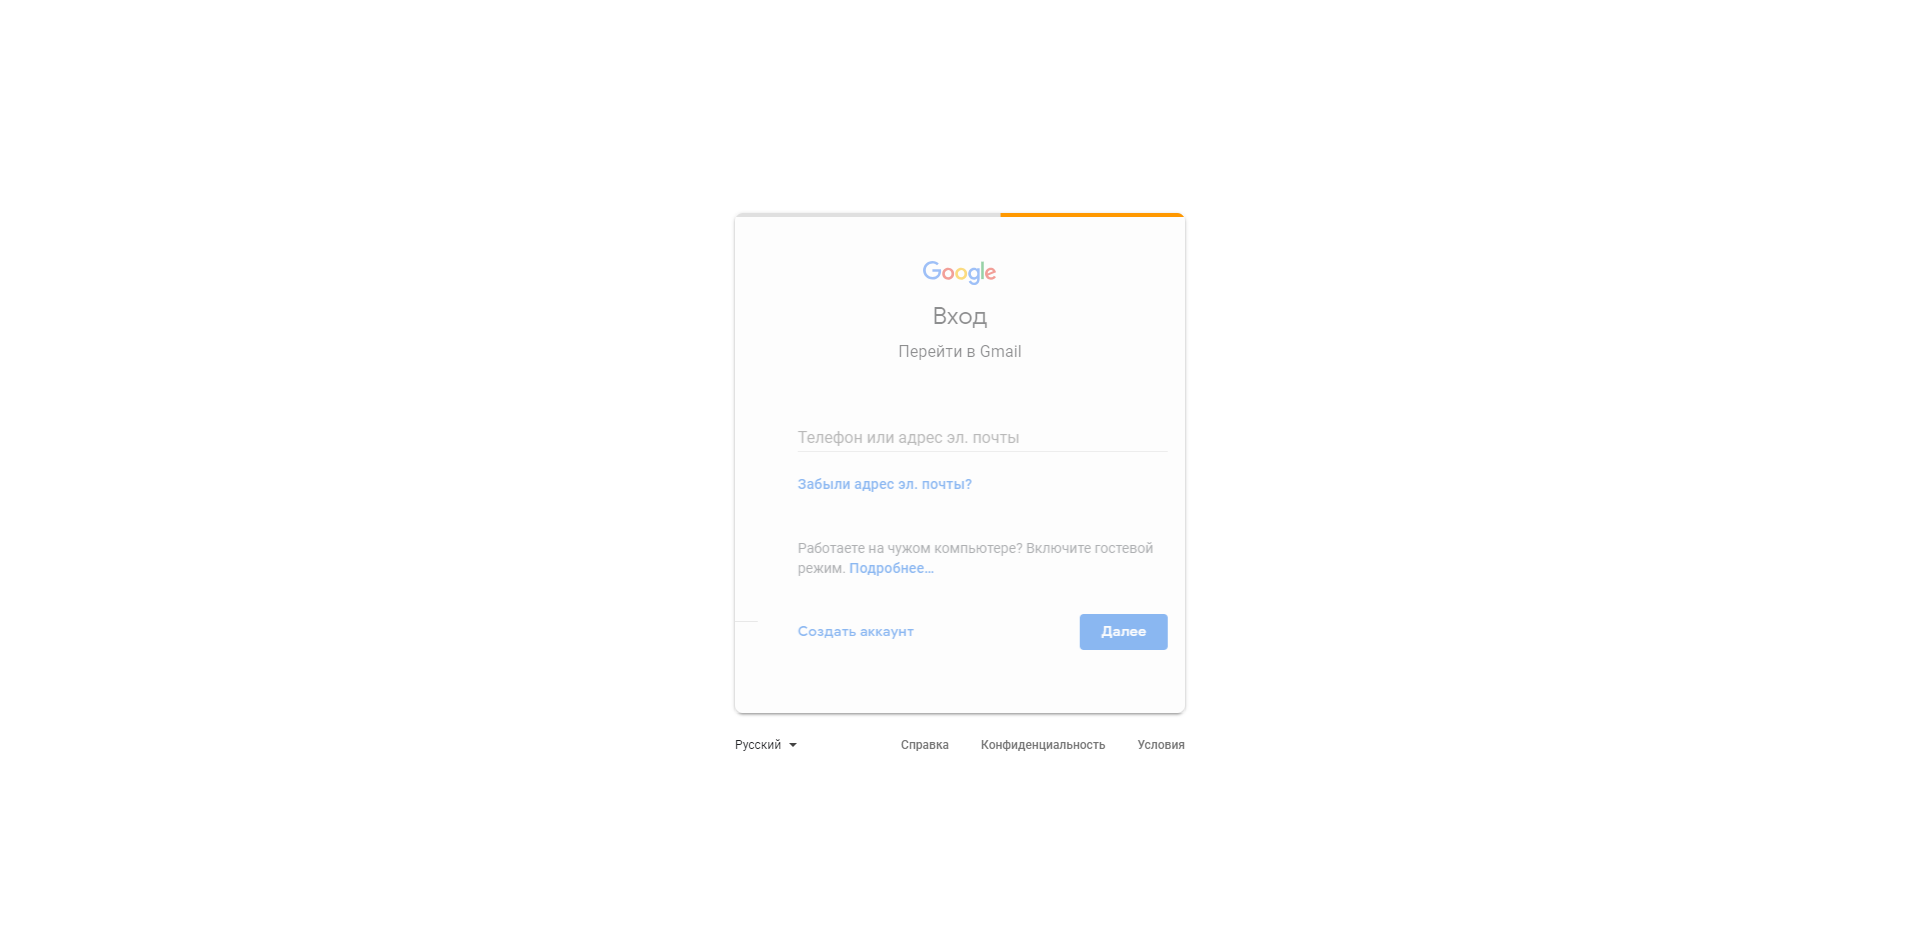 Google
Вход
Перейти в Gmail
Телефон или адрес эл. почты
Забыли адрес эл. почты?
Работаете на чужом компьютере? Включите гостевой
режим. Подробнее...
Создать аккаунт Далее
Русский Справка Конфиденциальность Условия